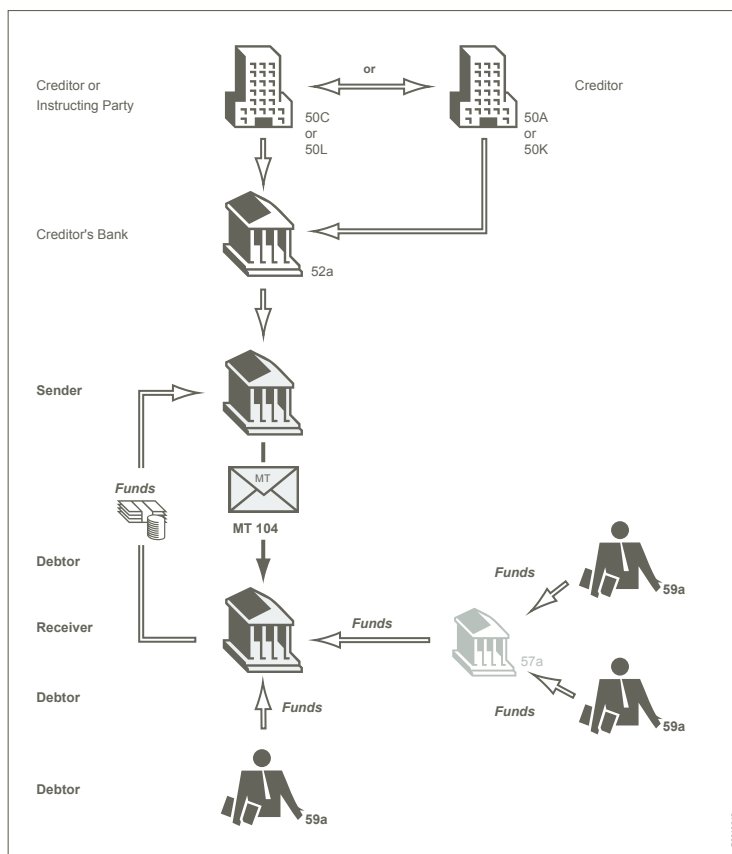 or
Creditor or
Instructing Party
Creditor
50C
or
50L
50A
or
50K
Creditor's Bank
52a
Sender
MT
Funds
MT 104
Debtor
Funds
59a
Receiver
Funds
57a
Debtor
Funds
Funds
59a
Debtor
59a